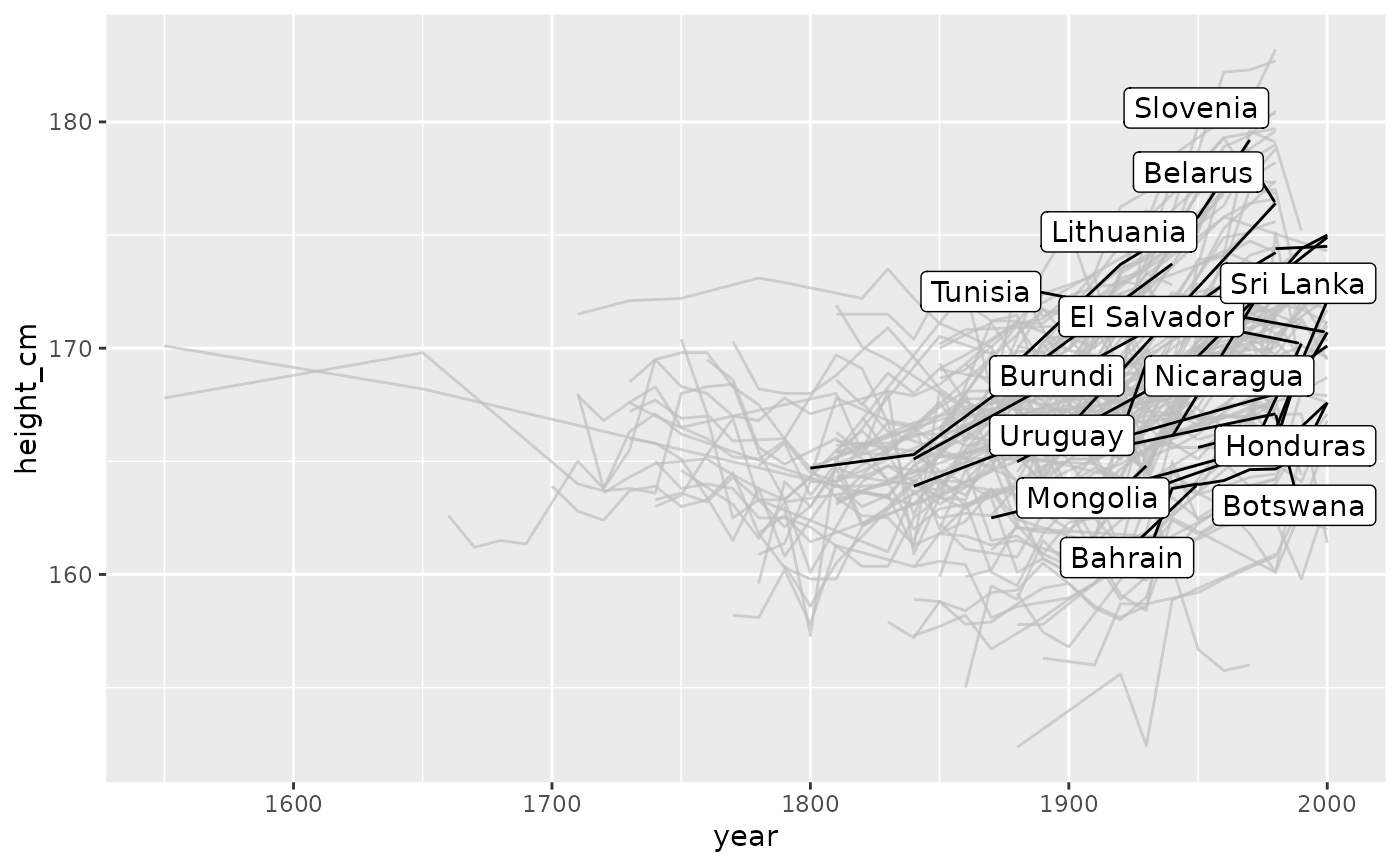 180
170
160
height_cm
Slovenia
Belarus
Lithuania
Tunisia
Sri Lanka
El Salvador
Burundi
Nicaragua
Uruguay
Honduras
Mongolia
Botswana
Bahrain
1600
1700
1800
1900
2000
year